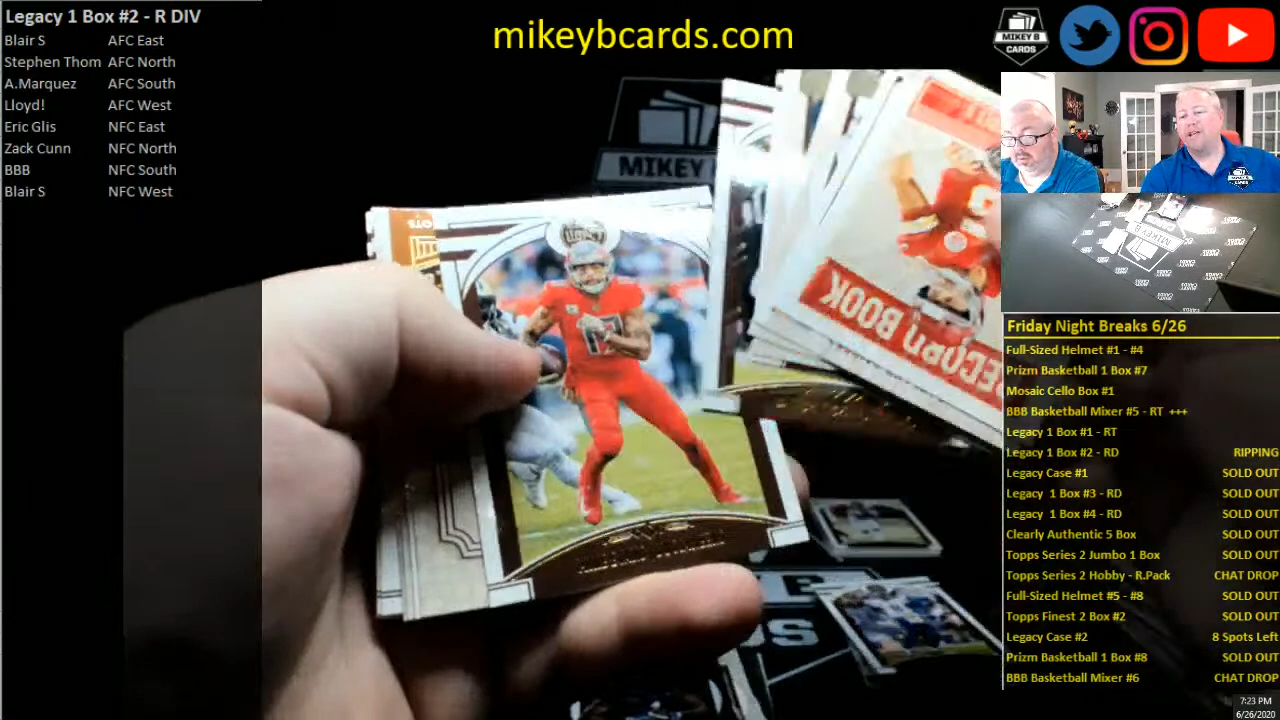 Legacy 1 Box #2 - R DIV
Blair S AFC East
Stephen Thom AFC North
A.Marquez AFC South
Lloyd! AFC West
Eric Glis NFC East
Zack Cunn NFC North
BBB NFC South
Blair S NFC West
mikeybcards.com
MIKEY B
CARDS
MIKEY
LEGACY
RECORD BOOK
Friday Night Breaks 6/26
Full-Sized Helmet #1 - #4
Prizm Basketball 1 Box #7
Mosaic Cello Box #1
BBB Basketball Mixer #5 - RT +++
Legacy 1 Box #1 - RT
Legacy 1 Box #2 - RD RIPPING
Legacy Case #1 SOLD OUT
Legacy 1 Box #3 - RD SOLD OUT
Legacy 1 Box #4 - RD SOLD OUT
Clearly Authentic 5 Box SOLD OUT
Topps Series 2 Jumbo 1 Box SOLD OUT
Topps Series 2 Hobby - R.Pack CHAT DROP
Full-Sized Helmet #5 - #8 SOLD OUT
Topps Finest 2 Box #2 SOLD OUT
Legacy Case #2 8 Spots Left
Prizm Basketball 1 Box #8 SOLD OUT
BBB Basketball Mixer #6 CHAT DROP
7:23 PM
6/26/2020